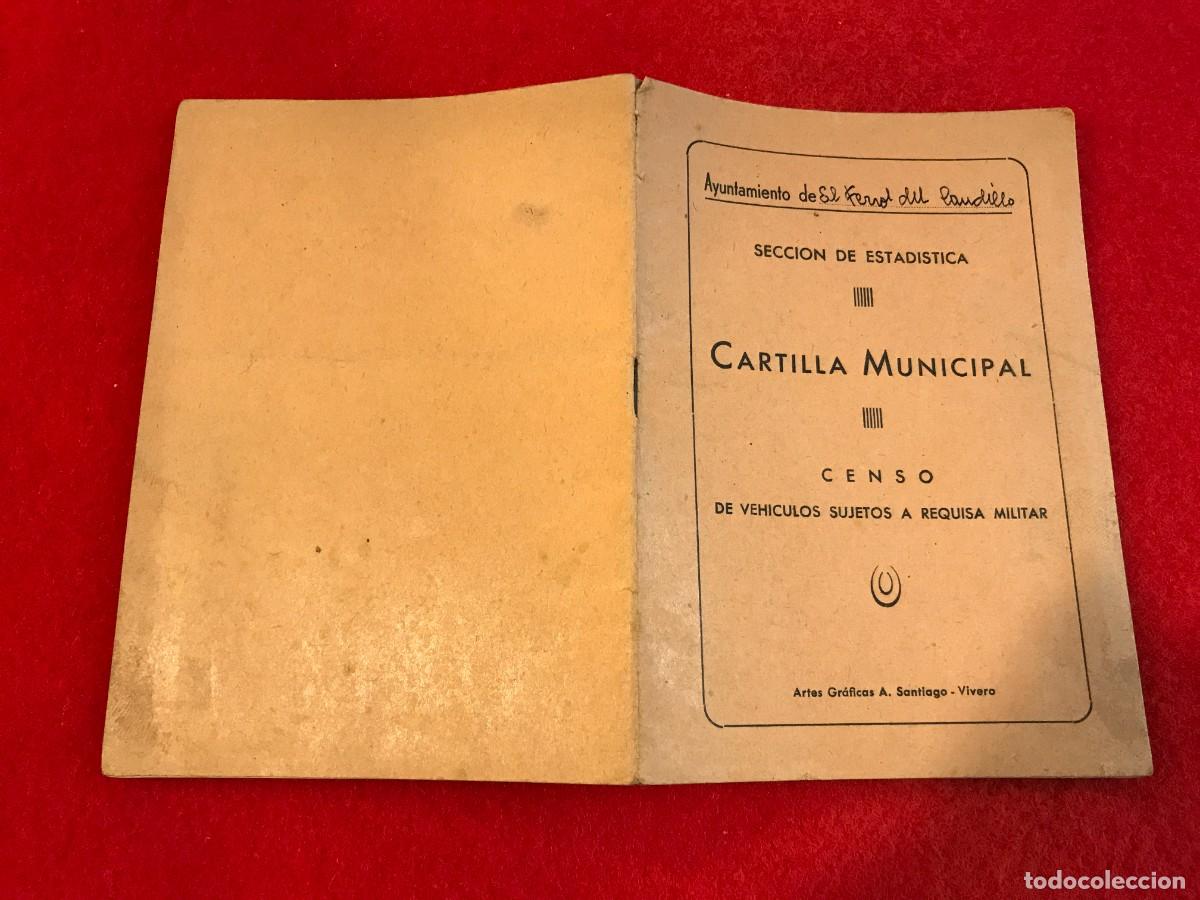 Ayuntamiento de El Ferrol del Caudillo
SECCION DE ESTADISTICA
CARTILLA MUNICIPAL
CENSO
DE VEHICULOS SUJETOS A REQUISA MILITAR
Artes Gráficas A. Santiago - Vivero
todocoleccion